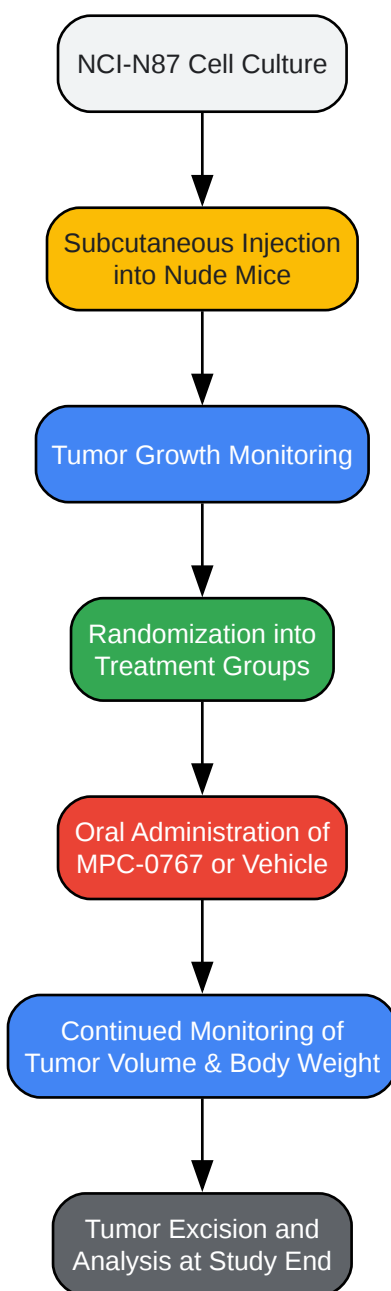 NCI-N87 Cell Culture
Subcutaneous Injection
into Nude Mice
Tumor Growth Monitoring
Randomization into
Treatment Groups
Oral Administration of
MPC-0767 or Vehicle
Continued Monitoring of
Tumor Volume & Body Weight
Tumor Excision and
Analysis at Study End